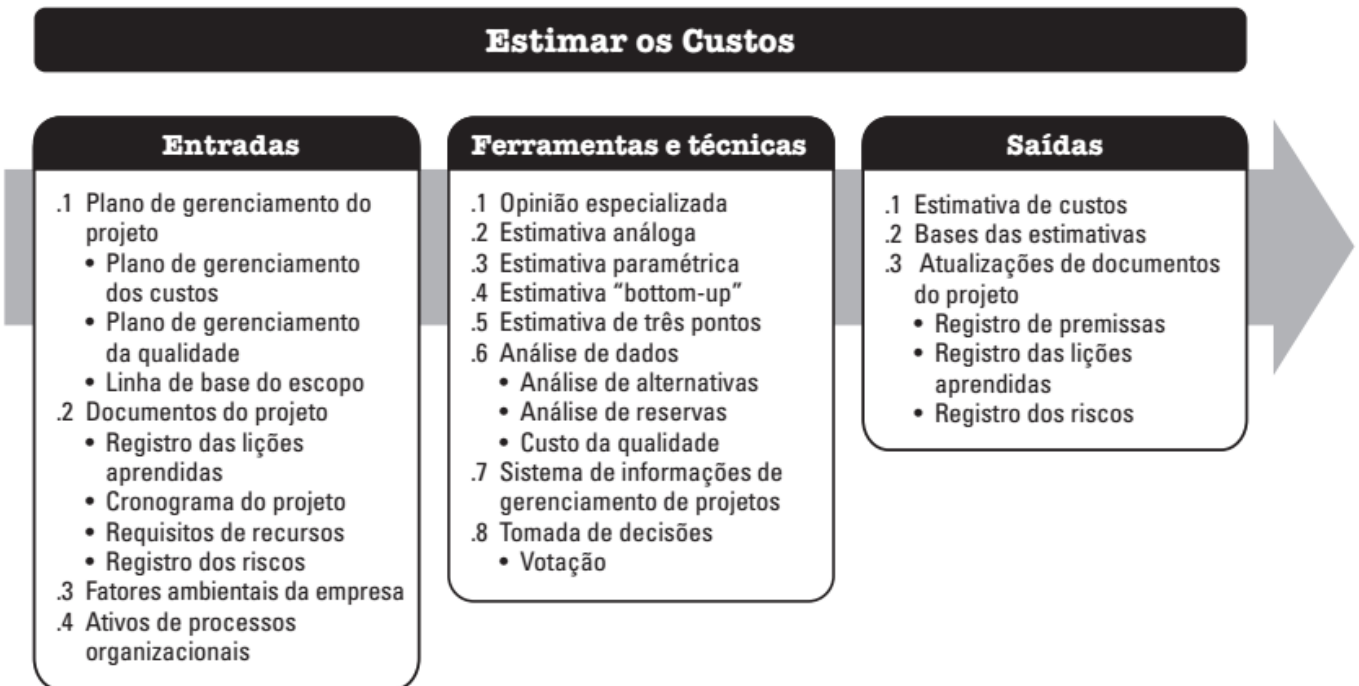 Estimar os Custos
Entradas
.1 Plano de gerenciamento do
projeto
• Plano de gerenciamento
dos custos
• Plano de gerenciamento
da qualidade
• Linha de base do escopo
.2 Documentos do projeto
• Registro das lições
aprendidas
• Cronograma do projeto
• Requisitos de recursos
• Registro dos riscos
.3 Fatores ambientais da empresa
.4 Ativos de processos
organizacionais
Ferramentas e técnicas
.1 Opinião especializada
.2 Estimativa análoga
.3 Estimativa paramétrica
.4 Estimativa “bottom-up”
.5 Estimativa de três pontos
.6 Análise de dados
• Análise de alternativas
• Análise de reservas
• Custo da qualidade
.7 Sistema de informações de
gerenciamento de projetos
.8 Tomada de decisões
• Votação
Saídas
.1 Estimativa de custos
.2 Bases das estimativas
.3 Atualizações de documentos
do projeto
• Registro de premissas
• Registro das lições
aprendidas
• Registro dos riscos